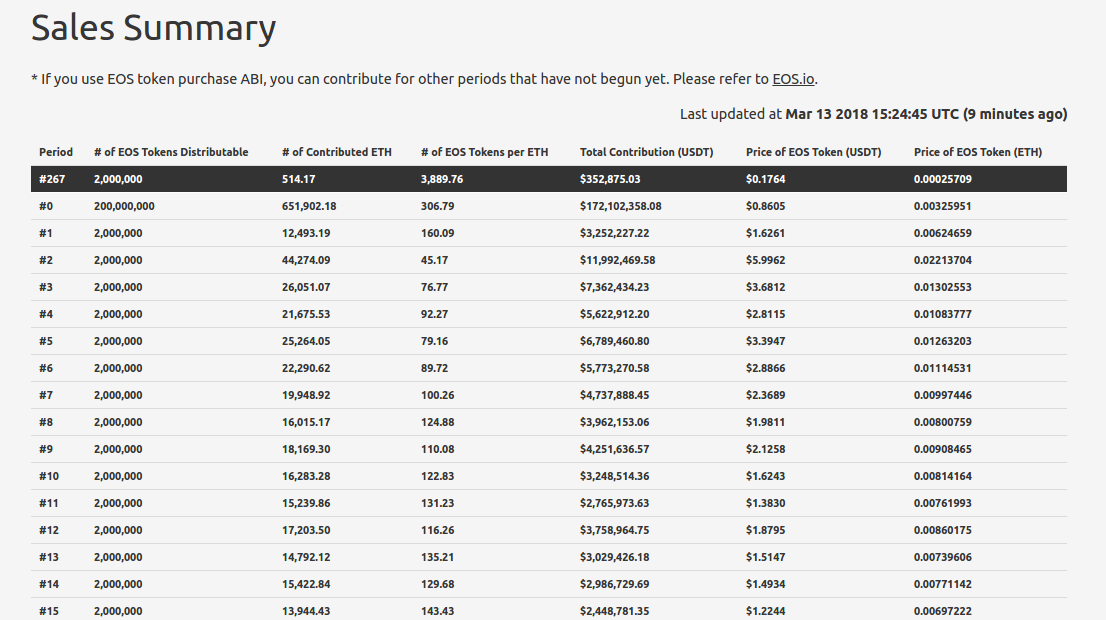 Sales Summary
* If you use EOS token purchase ABI, you can contribute for other periods that have not begun yet. Please refer to EOS.io.
Last updated at Mar 13 2018 15:24:45 UTC (9 minutes ago)
Period # of EOS Tokens Distributable # of Contributed ETH # of EOS Tokens per ETH Total Contribution (USDT) Price of EOS Token (USDT) Price of EOS Token (ETH)
#267 2,000,000 514.17 3,889.76 $352,875.03 $0.1764 0.00025709
#0 200,000,000 651,902.18 306.79 $172,102,358.08 $0.8605 0.00325951
#1 2,000,000 12,493.19 160.09 $3,252,227.22 $1.6261 0.00624659
#2 2,000,000 44,274.09 45.17 $11,992,469.58 $5.9962 0.02213704
#3 2,000,000 26,051.07 76.77 $7,362,434.23 $3.6812 0.01302553
#4 2,000,000 21,675.53 92.27 $5,622,912.20 $2.8115 0.01083777
#5 2,000,000 25,264.05 79.16 $6,789,460.80 $3.3947 0.01263203
#6 2,000,000 22,290.62 89.72 $5,773,270.58 $2.8866 0.01114531
#7 2,000,000 19,948.92 100.26 $4,737,888.45 $2.3689 0.00997446
#8 2,000,000 16,015.17 124.88 $3,962,153.06 $1.9811 0.00800759
#9 2,000,000 18,169.30 110.08 $4,251,636.57 $2.1258 0.00908465
#10 2,000,000 16,283.28 122.83 $3,248,514.36 $1.6243 0.00814164
#11 2,000,000 15,239.86 131.23 $2,765,973.63 $1.3830 0.00761993
#12 2,000,000 17,203.50 116.26 $3,758,964.75 $1.8795 0.00860175
#13 2,000,000 14,792.12 135.21 $3,029,426.18 $1.5147 0.00739606
#14 2,000,000 15,422.84 129.68 $2,986,729.69 $1.4934 0.00771142
#15 2,000,000 13,944.43 143.43 $2,448,781.35 $1.2244 0.00697222